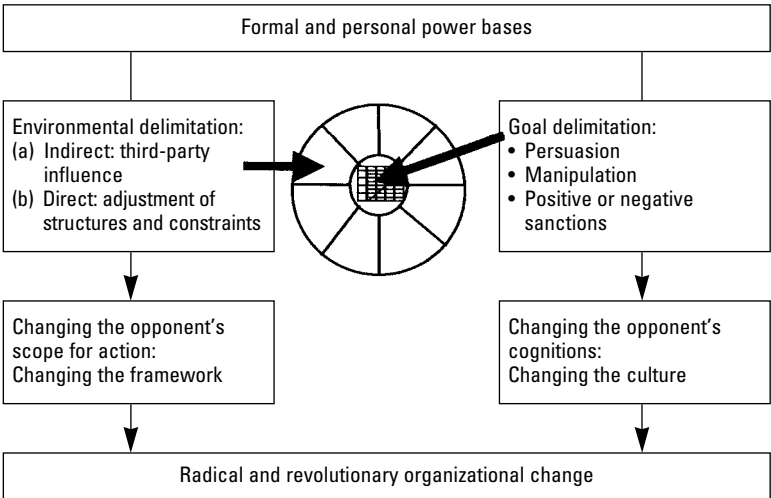 Formal and personal power bases
Environmental delimitation:
(a) Indirect: third-party
influence
(b) Direct: adjustment of
structures and constraints
Goal delimitation:
• Persuasion
• Manipulation
• Positive or negative
sanctions
Changing the opponent's
scope for action:
Changing the framework
Changing the opponent's
cognitions:
Changing the culture
Radical and revolutionary organizational change